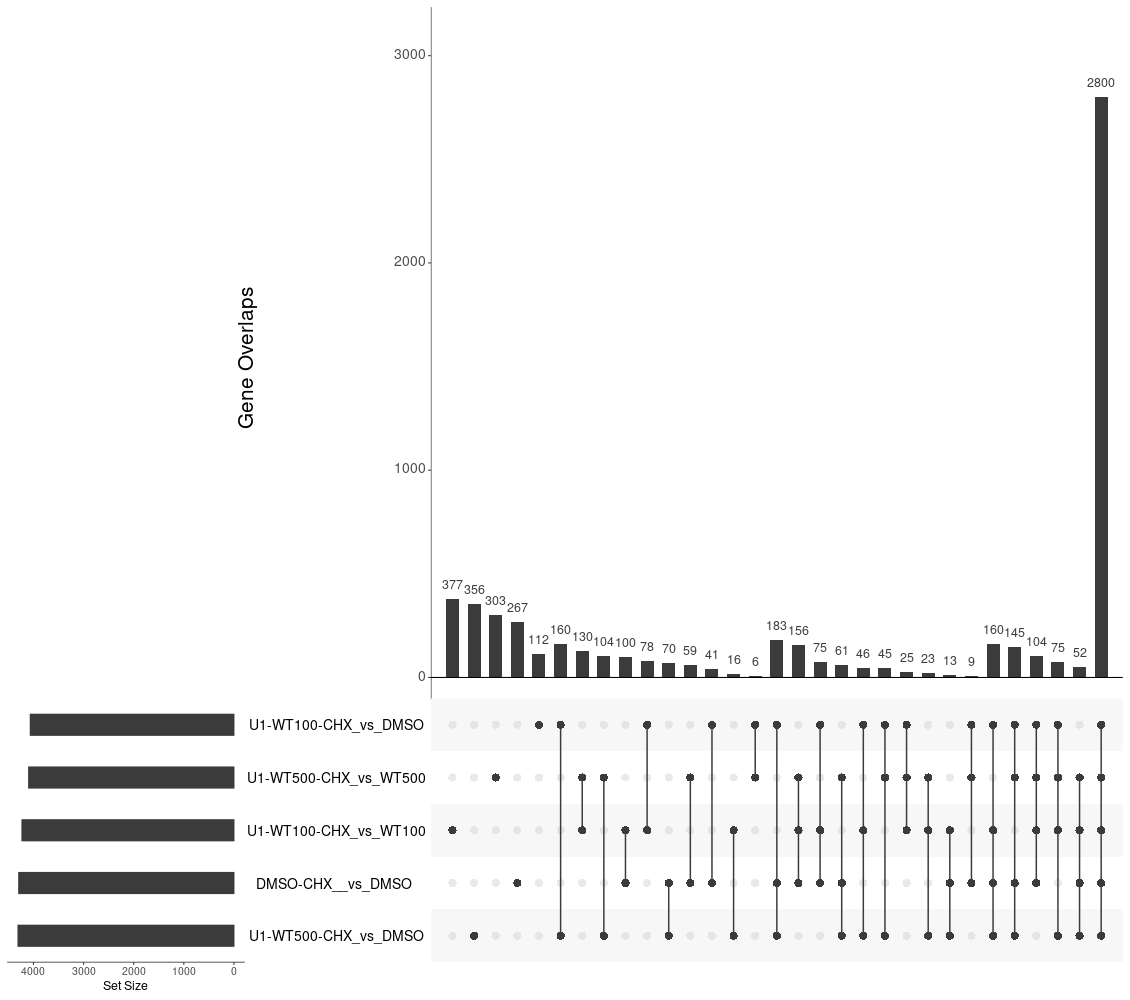 3000
2800
2000
Gene Overlaps
1000
377 356 303 267 112 160 130 104 100 78 70 59 41 16 6 183 156 75 61 46 45 25 23 13 9 160 145 104 75 52
0
U1-WT100-CHX_vs_DMSO
U1-WT500-CHX_vs_WT500
U1-WT100-CHX_vs_WT100
DMSO-CHX__vs_DMSO
U1-WT500-CHX_vs_DMSO
4000 3000 2000 1000 0
Set Size